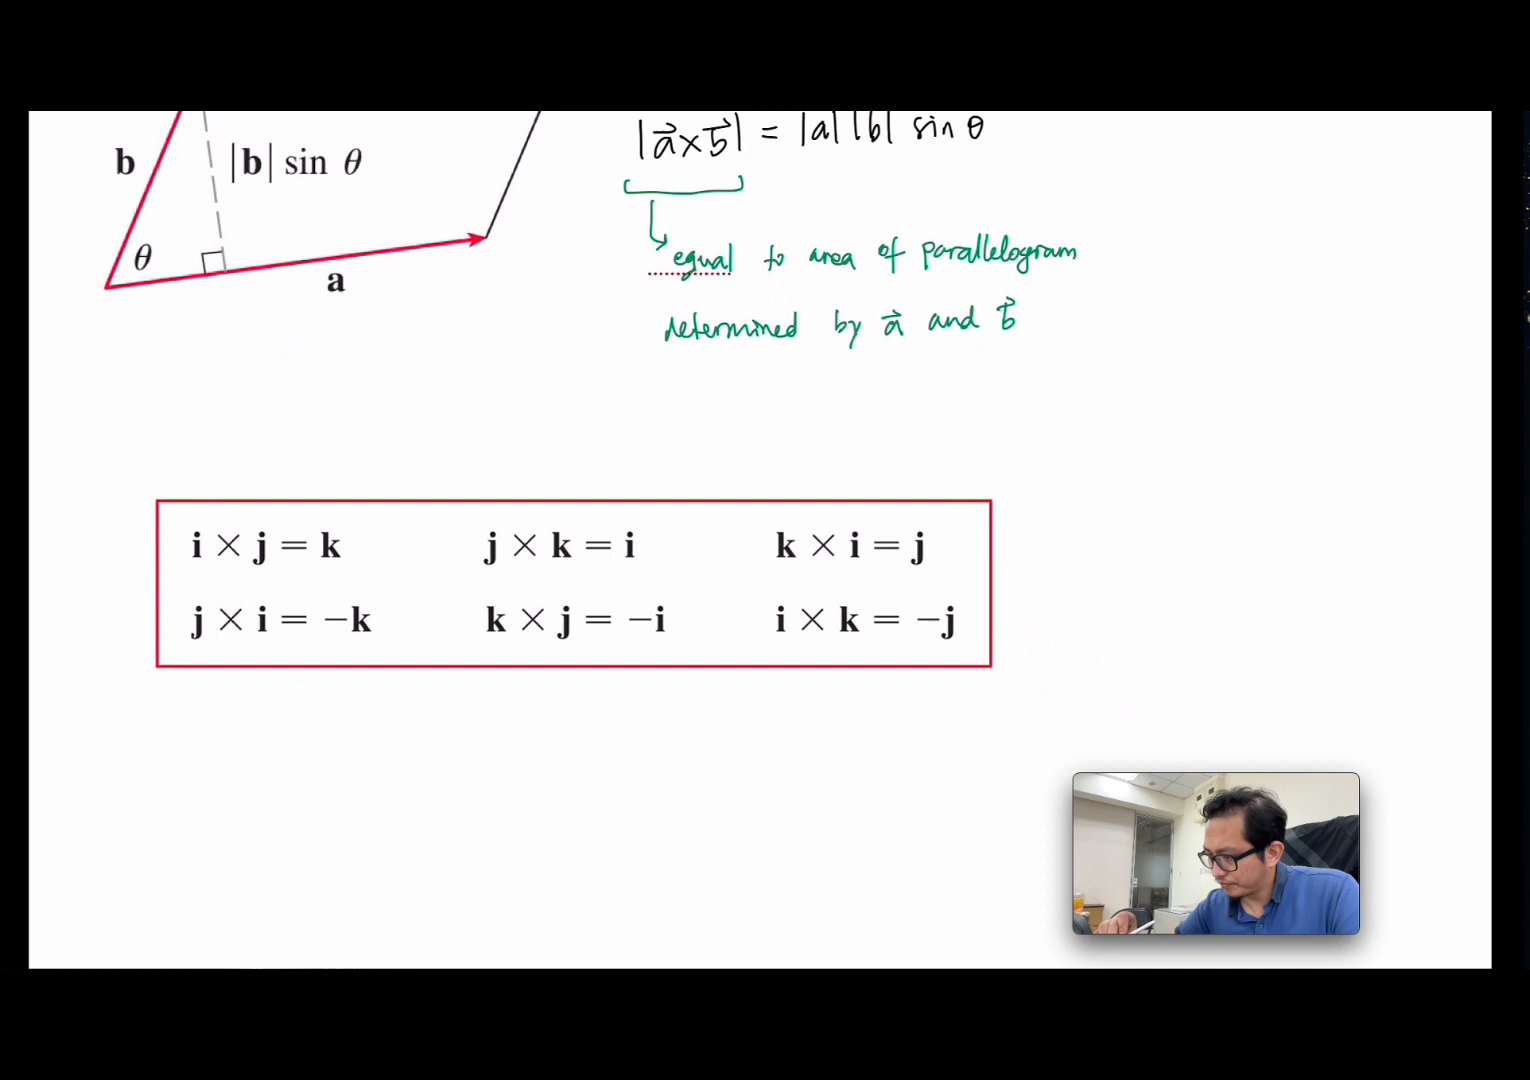 |a⃗×b⃗| = |a| |b| sin θ
b
|b| sin θ
θ
a
equal to area of parallelogram
determined by a⃗ and b⃗
i × j = k
j × k = i
k × i = j
j × i = −k
k × j = −i
i × k = −j